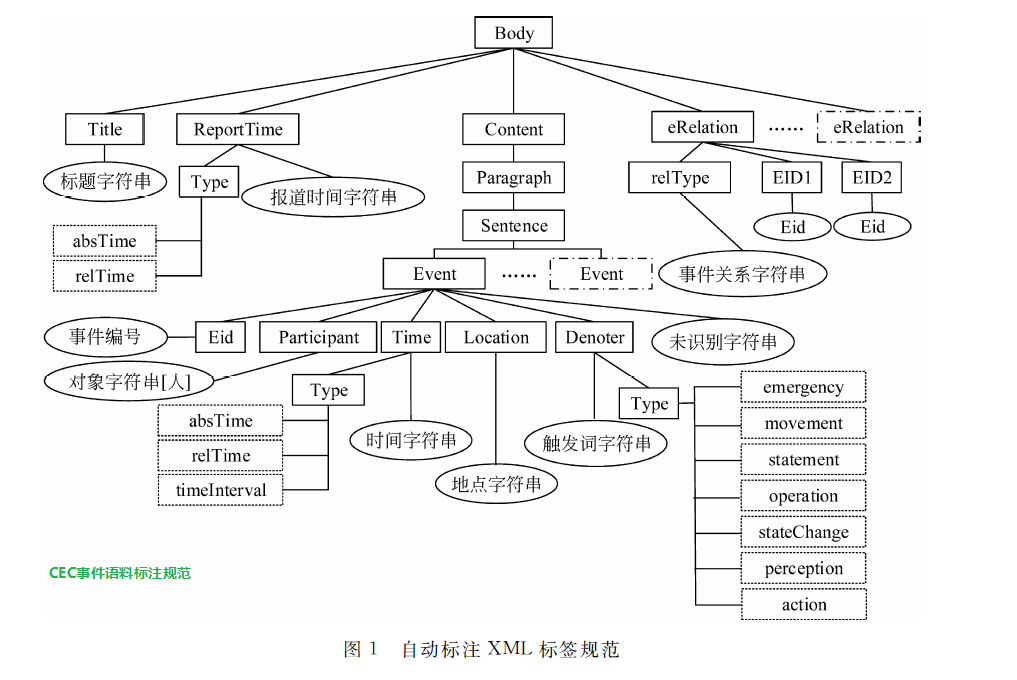 Body
Title
ReportTime
Content
eRelation
……
eRelation
标题字符串
Type
报道时间字符串
Paragraph
relType
EID1
EID2
absTime
relTime
Sentence
Eid
Eid
Event
……
Event
事件关系字符串
事件编号
Eid
Participant
Time
Location
Denoter
未识别字符串
对象字符串[人]
Type
absTime
relTime
timeInterval
时间字符串
地点字符串
触发词字符串
Type
emergency
movement
statement
operation
stateChange
perception
action
CEC事件语料标注规范
图 1 自动标注 XML 标签规范